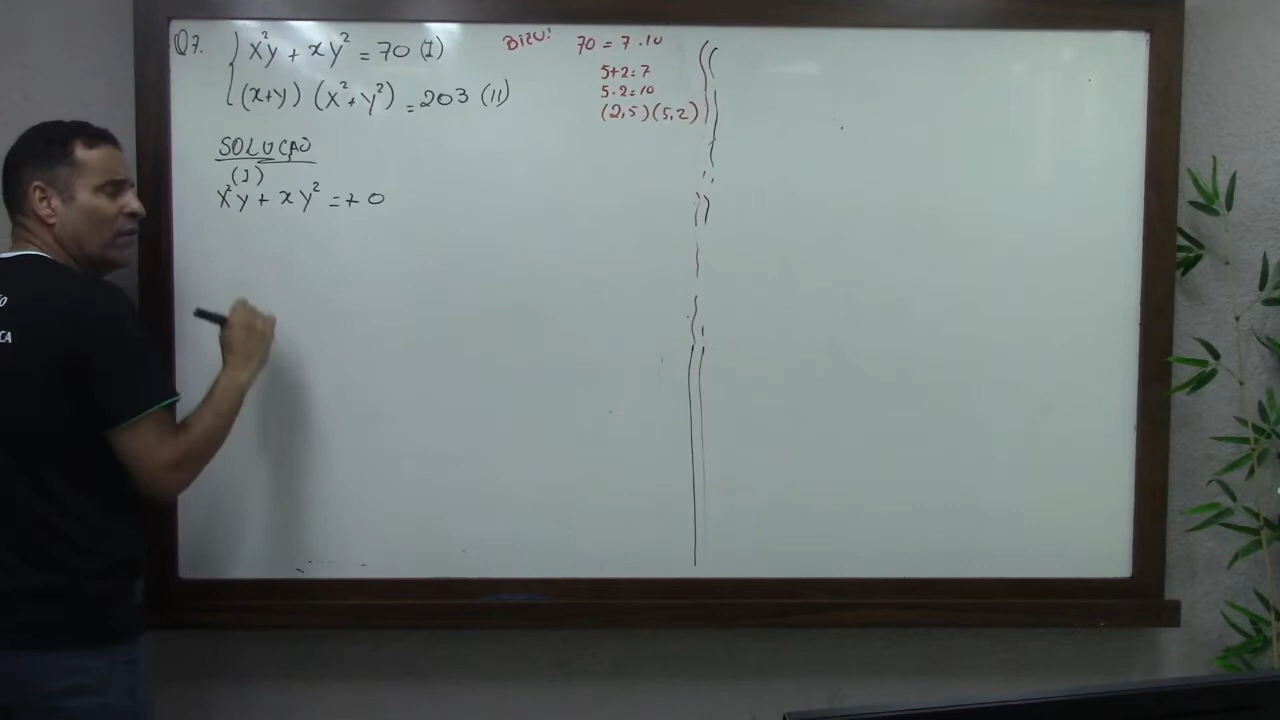 Q7.
x²y + xy² = 70 (I)
(x+y) (x²+y²) = 203 (II)
BIZU! 70 = 7.10
5+2=7
5.2=10
(2,5)(5,2)
SOLUÇÃO
(I)
x²y + xy² = 70
CA